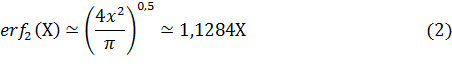 erf₂(X) ≃ (4x²/π)^0,5 ≃ 1,1284X (2)